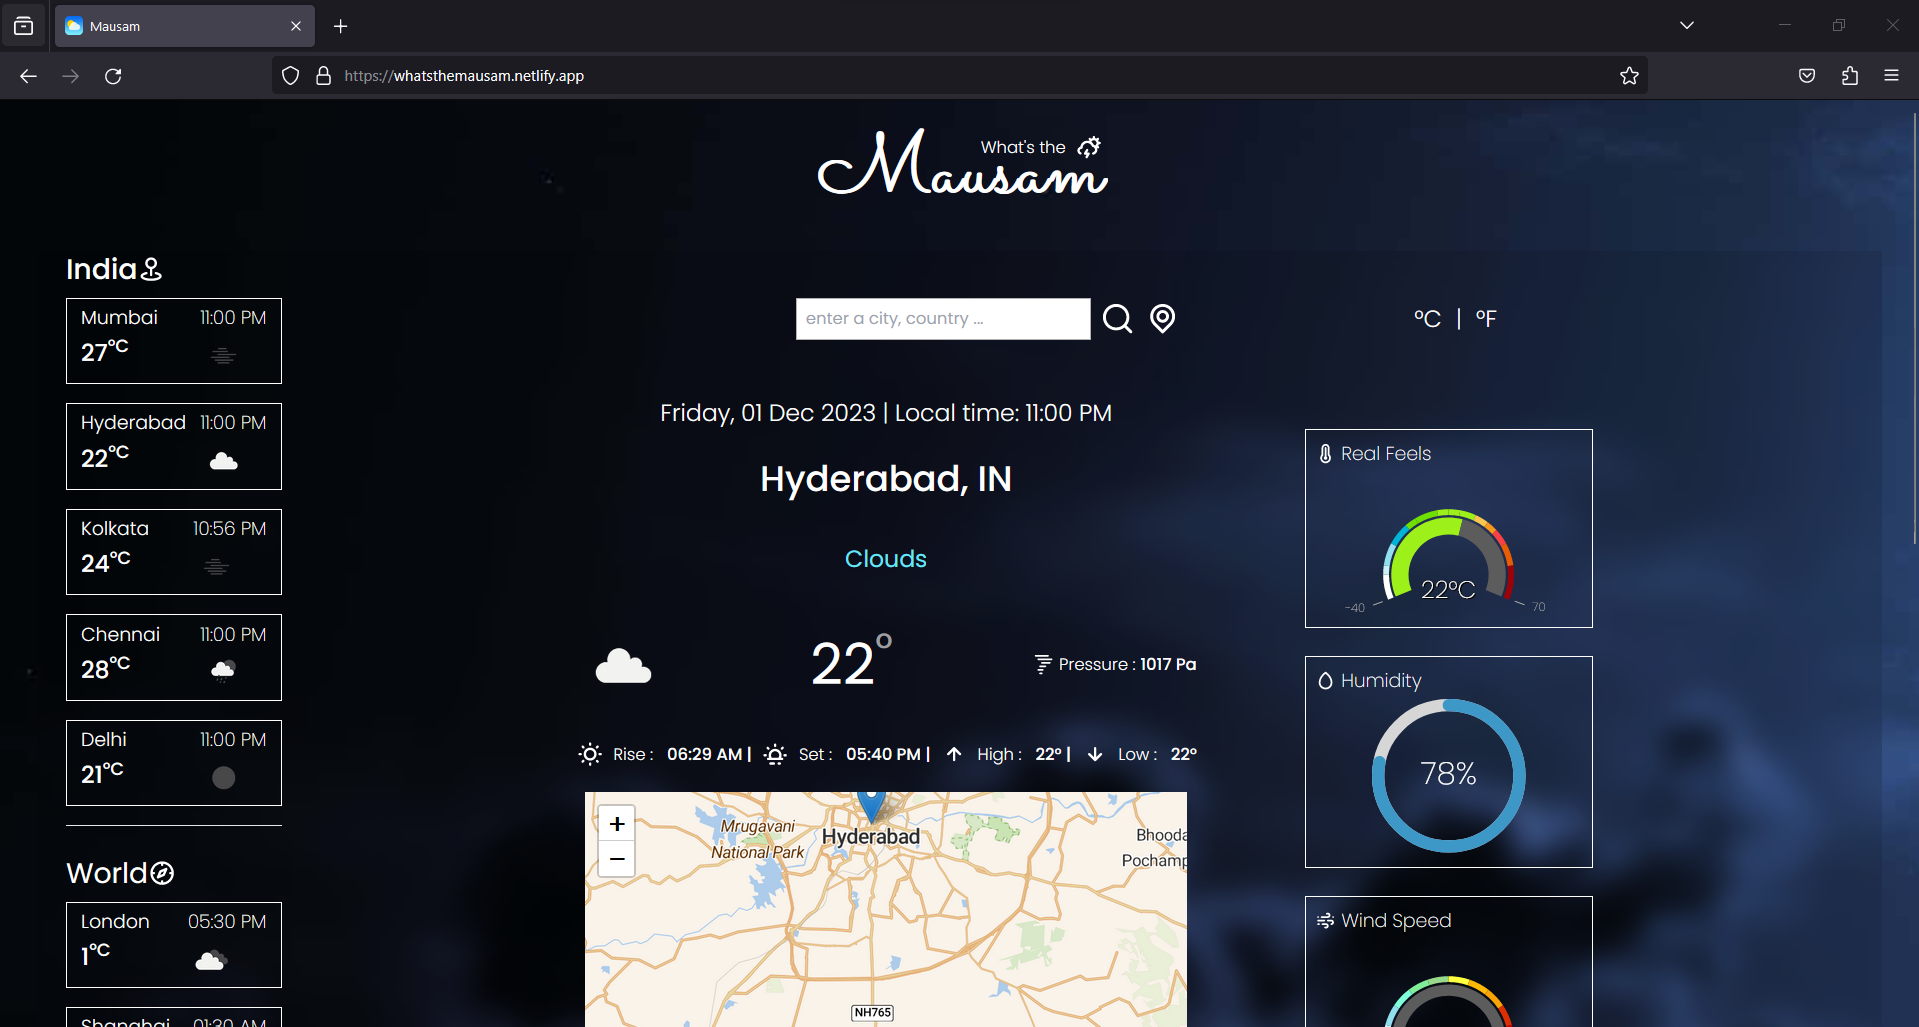 Mausam
https://whatsthemausam.netlify.app
What's the
Mausam
India
Mumbai 11:00 PM
27°C
Hyderabad 11:00 PM
22°C
Kolkata 10:56 PM
24°C
Chennai 11:00 PM
28°C
Delhi 11:00 PM
21°C
World
London 05:30 PM
1°C
Shanghai 01:30 AM
enter a city, country ...
°C | °F
Friday, 01 Dec 2023 | Local time: 11:00 PM
Hyderabad, IN
Clouds
22°
Pressure : 1017 Pa
Rise : 06:29 AM | Set : 05:40 PM | High : 22° | Low : 22°
+
−
Mrugavani
National Park
Hyderabad
Bhooda
Pochamp
NH765
Real Feels
22°C
-40 70
Humidity
78%
Wind Speed